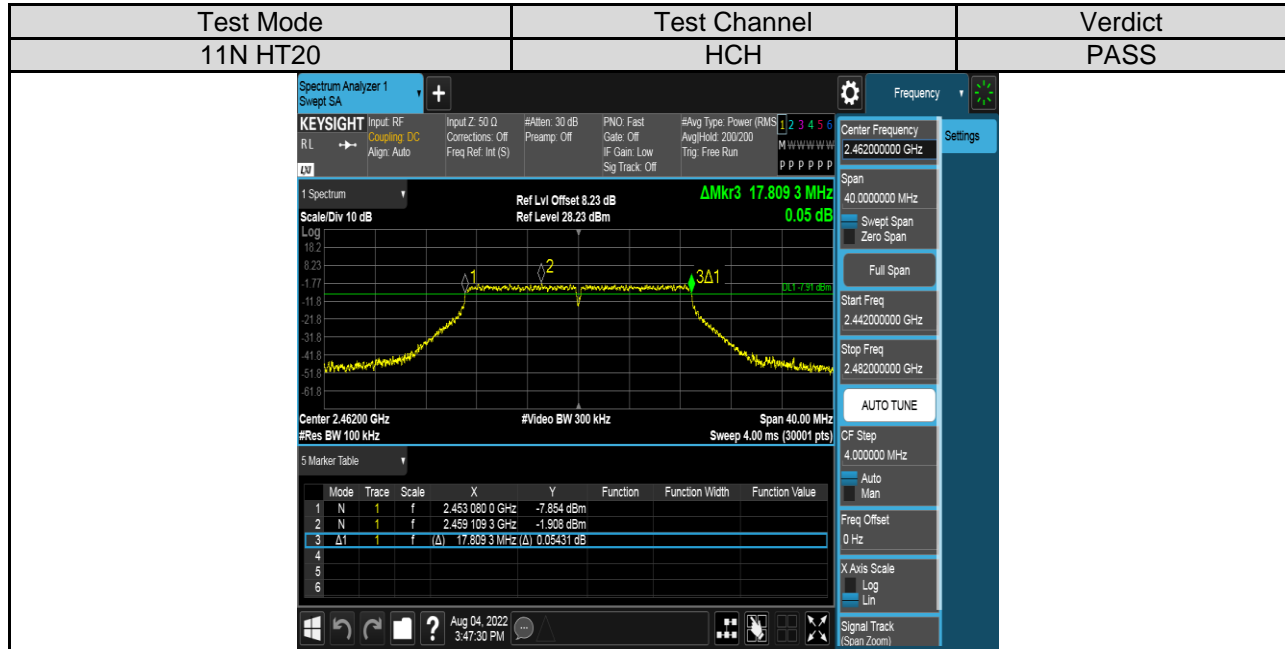 Test Mode Test Channel Verdict
11N HT20 HCH PASS
Spectrum Analyzer 1
Swept SA
+
Frequency
KEYSIGHT
RL
LXI
Input: RF
Coupling: DC
Align: Auto
Input Z: 50 Ω
Corrections: Off
Freq Ref: Int (S)
#Atten: 30 dB
Preamp: Off
PNO: Fast
Gate: Off
IF Gain: Low
Sig Track: Off
#Avg Type: Power (RMS
Avg|Hold: 200/200
Trig: Free Run
1 2 3 4 5 6
M W W W W W
P P P P P P
1 Spectrum
Scale/Div 10 dB
Ref Lvl Offset 8.23 dB
Ref Level 28.23 dBm
ΔMkr3 17.809 3 MHz
0.05 dB
Log
18.2
8.23
-1.77
-11.8
-21.8
-31.8
-41.8
-51.8
-61.8
1
2
3Δ1
DL1 -7.91 dBm
Center 2.46200 GHz #Video BW 300 kHz Span 40.00 MHz
#Res BW 100 kHz Sweep 4.00 ms (30001 pts)
5 Marker Table
Mode Trace Scale X Y Function Function Width Function Value
1 N 1 f 2.453 080 0 GHz -7.854 dBm
2 N 1 f 2.459 109 3 GHz -1.908 dBm
3 Δ1 1 f (Δ) 17.809 3 MHz (Δ) 0.05431 dB
4
5
6
?
Aug 04, 2022
3:47:30 PM
Center Frequency
2.462000000 GHz
Settings
Span
40.0000000 MHz
Swept Span
Zero Span
Full Span
Start Freq
2.442000000 GHz
Stop Freq
2.482000000 GHz
AUTO TUNE
CF Step
4.000000 MHz
Auto
Man
Freq Offset
0 Hz
X Axis Scale
Log
Lin
Signal Track
(Span Zoom)